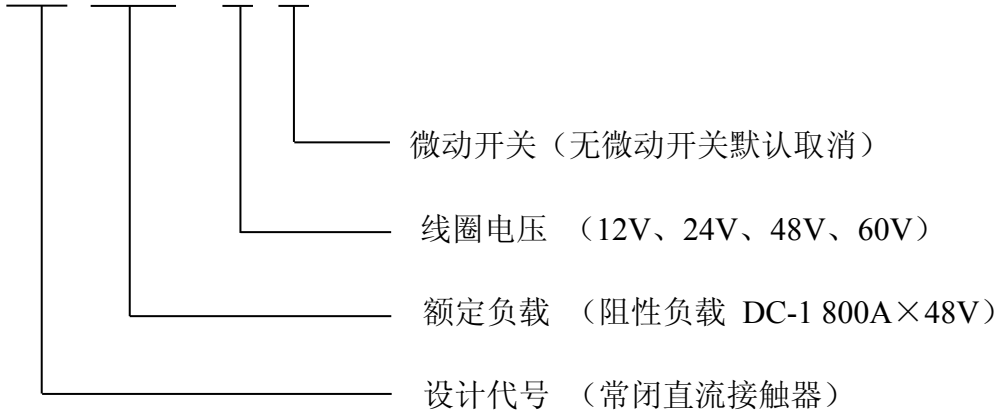 微动开关（无微动开关默认取消）
线圈电压 （12V、24V、48V、60V）
额定负载 （阻性负载 DC-1 800A×48V）
设计代号 （常闭直流接触器）